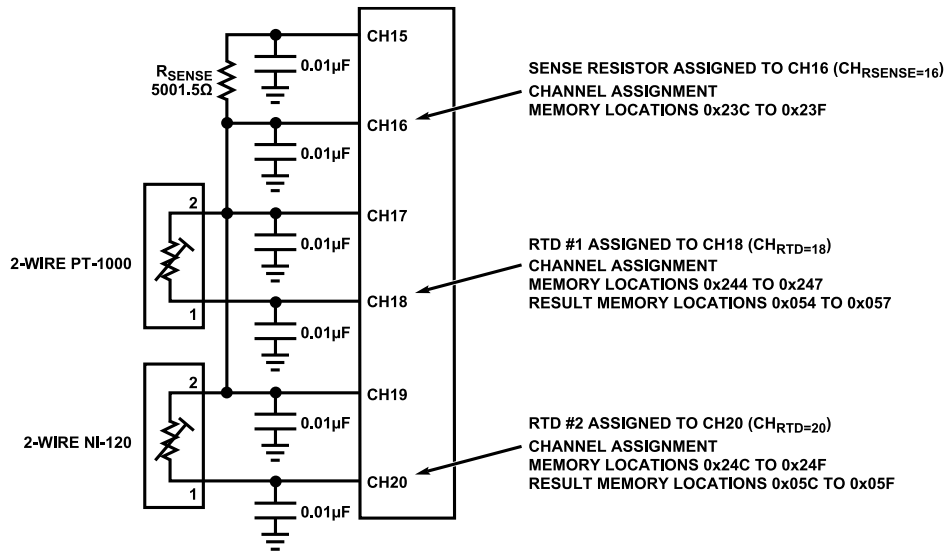 CH15
0.01µF
RSENSE
5001.5Ω
SENSE RESISTOR ASSIGNED TO CH16 (CHRSENSE=16)
CHANNEL ASSIGNMENT
MEMORY LOCATIONS 0x23C TO 0x23F
CH16
0.01µF
2
CH17
0.01µF
2-WIRE PT-1000
RTD #1 ASSIGNED TO CH18 (CHRTD=18)
CHANNEL ASSIGNMENT
MEMORY LOCATIONS 0x244 TO 0x247
RESULT MEMORY LOCATIONS 0x054 TO 0x057
1
CH18
0.01µF
2
CH19
0.01µF
2-WIRE NI-120
RTD #2 ASSIGNED TO CH20 (CHRTD=20)
CHANNEL ASSIGNMENT
MEMORY LOCATIONS 0x24C TO 0x24F
RESULT MEMORY LOCATIONS 0x05C TO 0x05F
1
CH20
0.01µF